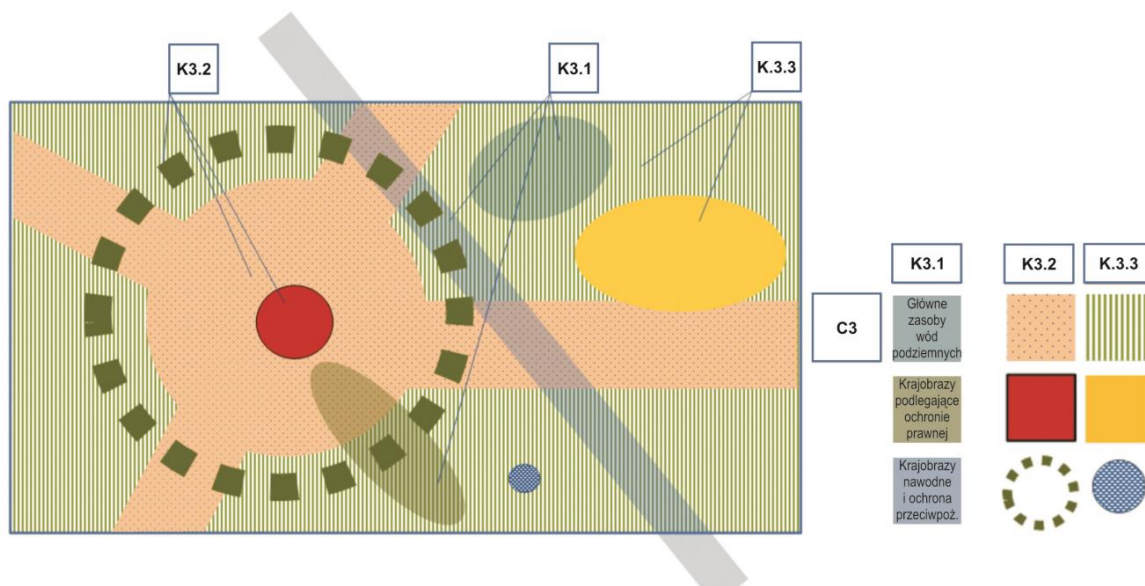 K3.2
K3.1
K.3.3
K3.1
K3.2
K.3.3
C3
Główne
zasoby
wód
podziemnych
Krajobrazy
podlegające
ochronie
prawnej
Krajobrazy
nawodne
i ochrona
przeciwpoż.